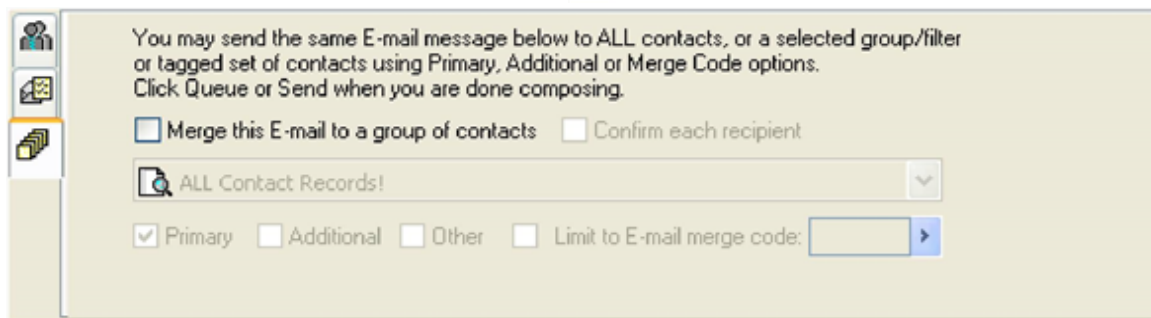 You may send the same E-mail message below to ALL contacts, or a selected group/filter
or tagged set of contacts using Primary, Additional or Merge Code options.
Click Queue or Send when you are done composing.
Merge this E-mail to a group of contacts Confirm each recipient
ALL Contact Records!
Primary Additional Other Limit to E-mail merge code: